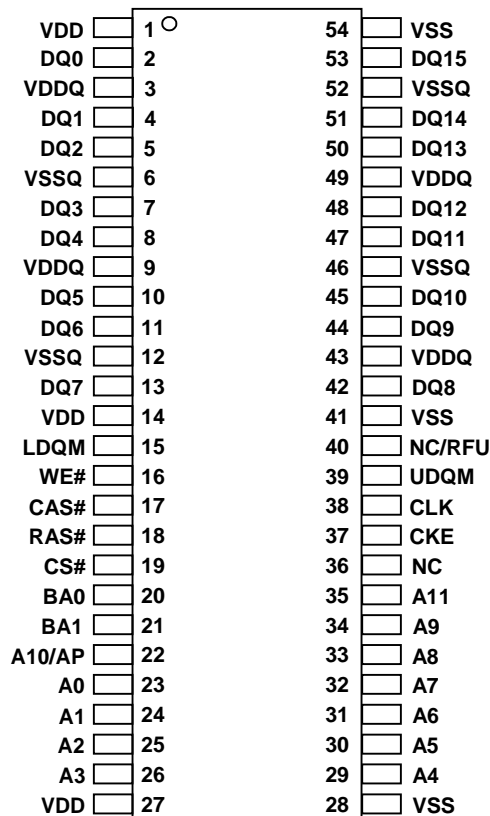 VDD 1 54 VSS
DQ0 2 53 DQ15
VDDQ 3 52 VSSQ
DQ1 4 51 DQ14
DQ2 5 50 DQ13
VSSQ 6 49 VDDQ
DQ3 7 48 DQ12
DQ4 8 47 DQ11
VDDQ 9 46 VSSQ
DQ5 10 45 DQ10
DQ6 11 44 DQ9
VSSQ 12 43 VDDQ
DQ7 13 42 DQ8
VDD 14 41 VSS
LDQM 15 40 NC/RFU
WE# 16 39 UDQM
CAS# 17 38 CLK
RAS# 18 37 CKE
CS# 19 36 NC
BA0 20 35 A11
BA1 21 34 A9
A10/AP 22 33 A8
A0 23 32 A7
A1 24 31 A6
A2 25 30 A5
A3 26 29 A4
VDD 27 28 VSS